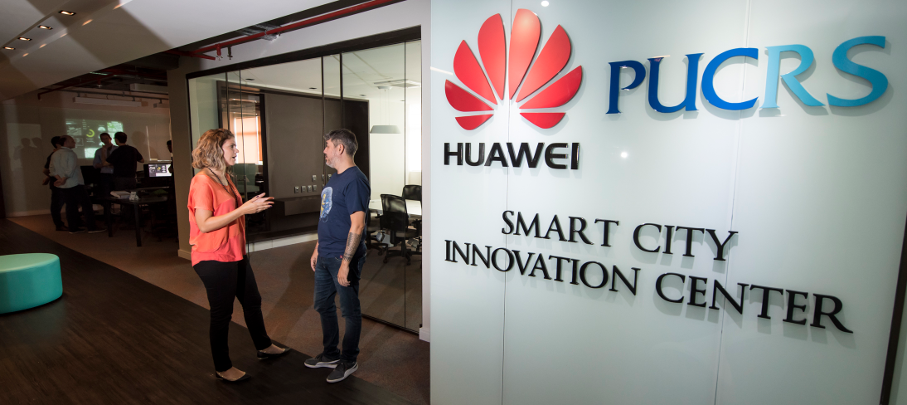 HUAWEI
PUCRS
SMART CITY
INNOVATION CENTER